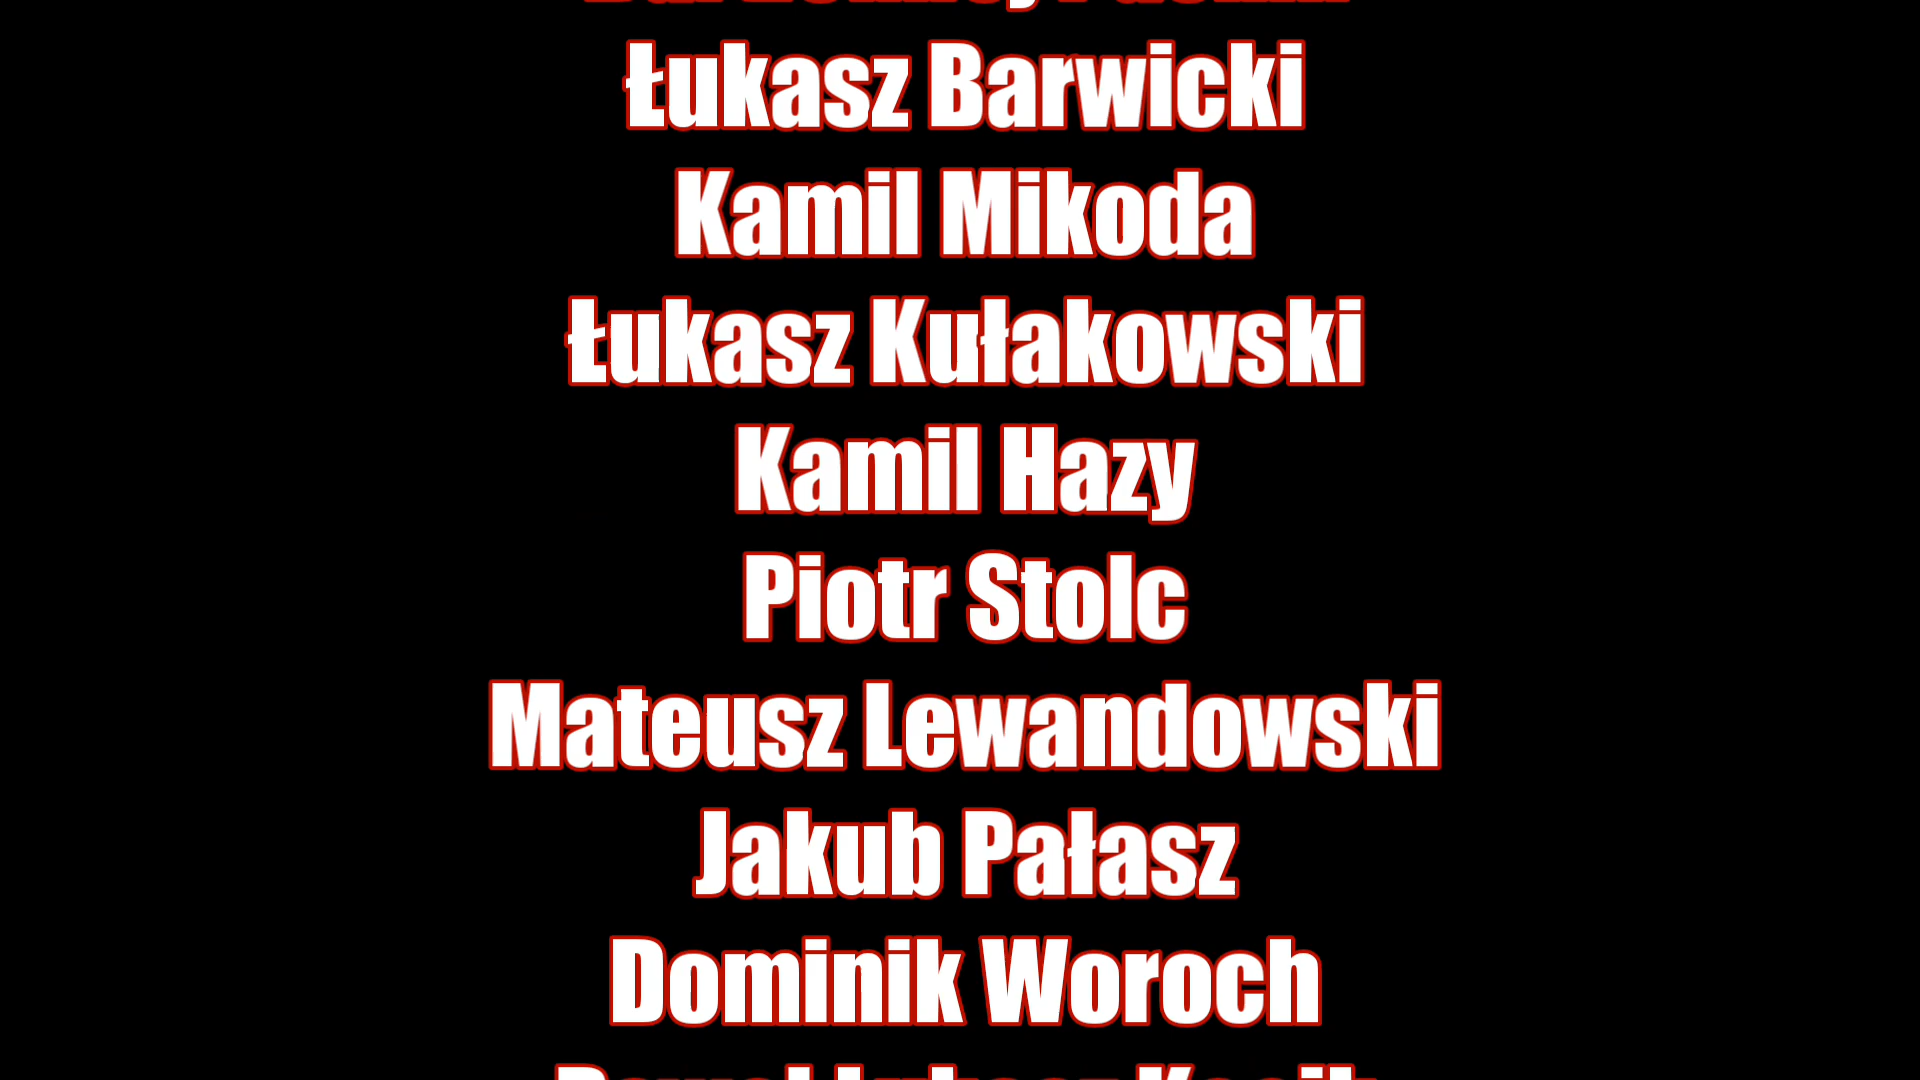 Łukasz Barwicki
Kamil Mikoda
Łukasz Kułakowski
Kamil Hazy
Piotr Stolc
Mateusz Lewandowski
Jakub Pałasz
Dominik Woroch